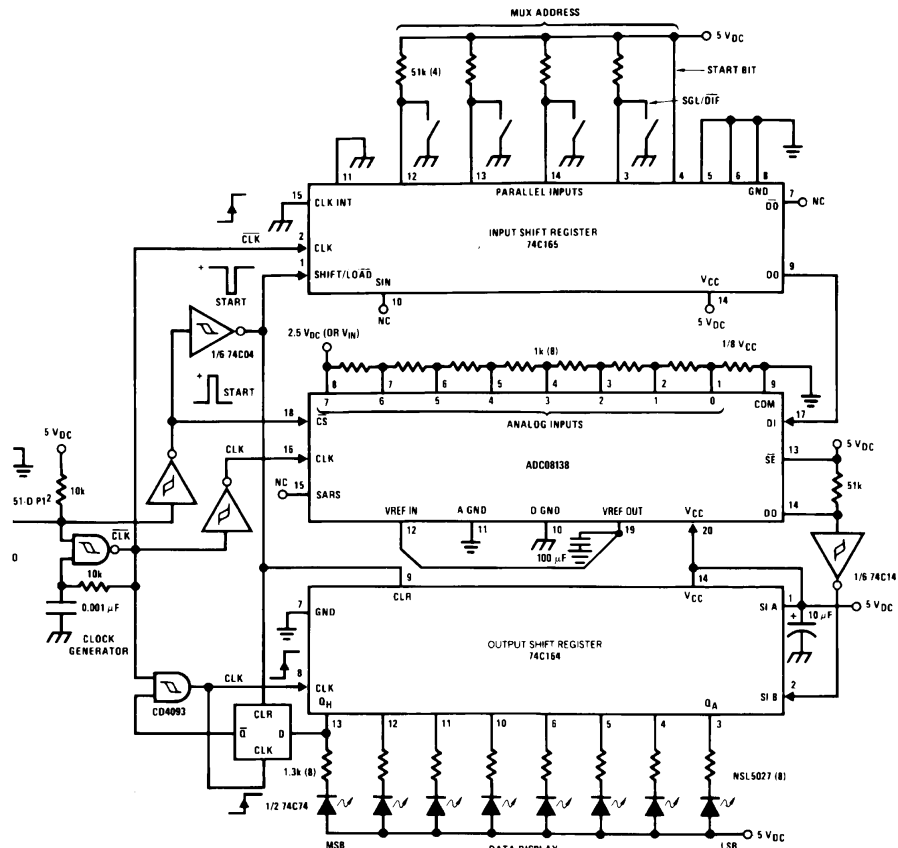 MUX ADDRESS
5 VDC
51k (4)
START BIT
SGL/DIF
11
12
13
14
3
4
5
6
8
15
CLK INT
PARALLEL INPUTS
GND
7
DO
NC
CLK
2
CLK
INPUT SHIFT REGISTER
74C165
1
SHIFT/LOAD
SIN
VCC
DO
9
+
START
10
NC
14
5 VDC
1/6 74C04
2.5 VDC (OR VIN)
1k (8)
1/8 VCC
START
8
7
6
5
4
3
2
1
9
7
6
5
4
3
2
1
0
COM
18
CS
ANALOG INPUTS
DI
17
5 VDC
CLK
16
CLK
ADC08138
SE
13
5 VDC
10k
NC
15
SARS
51k
51-D P1²
DO
14
VREF IN
A GND
D GND
VREF OUT
VCC
CLK
12
11
10
19
20
100 µF
1/6 74C14
O
10k
9
CLR
14
VCC
0.001 µF
7
GND
SI A
1
5 VDC
+
10 µF
CLOCK
GENERATOR
OUTPUT SHIFT REGISTER
74C164
CLK
8
CLK
SI B
2
QH
QA
CD4093
CLR
Q
D
CLK
13
12
11
10
6
5
4
3
1.3k (8)
NSL5027 (8)
1/2 74C74
5 VDC
MSB
DATA DISPLAY
LSB